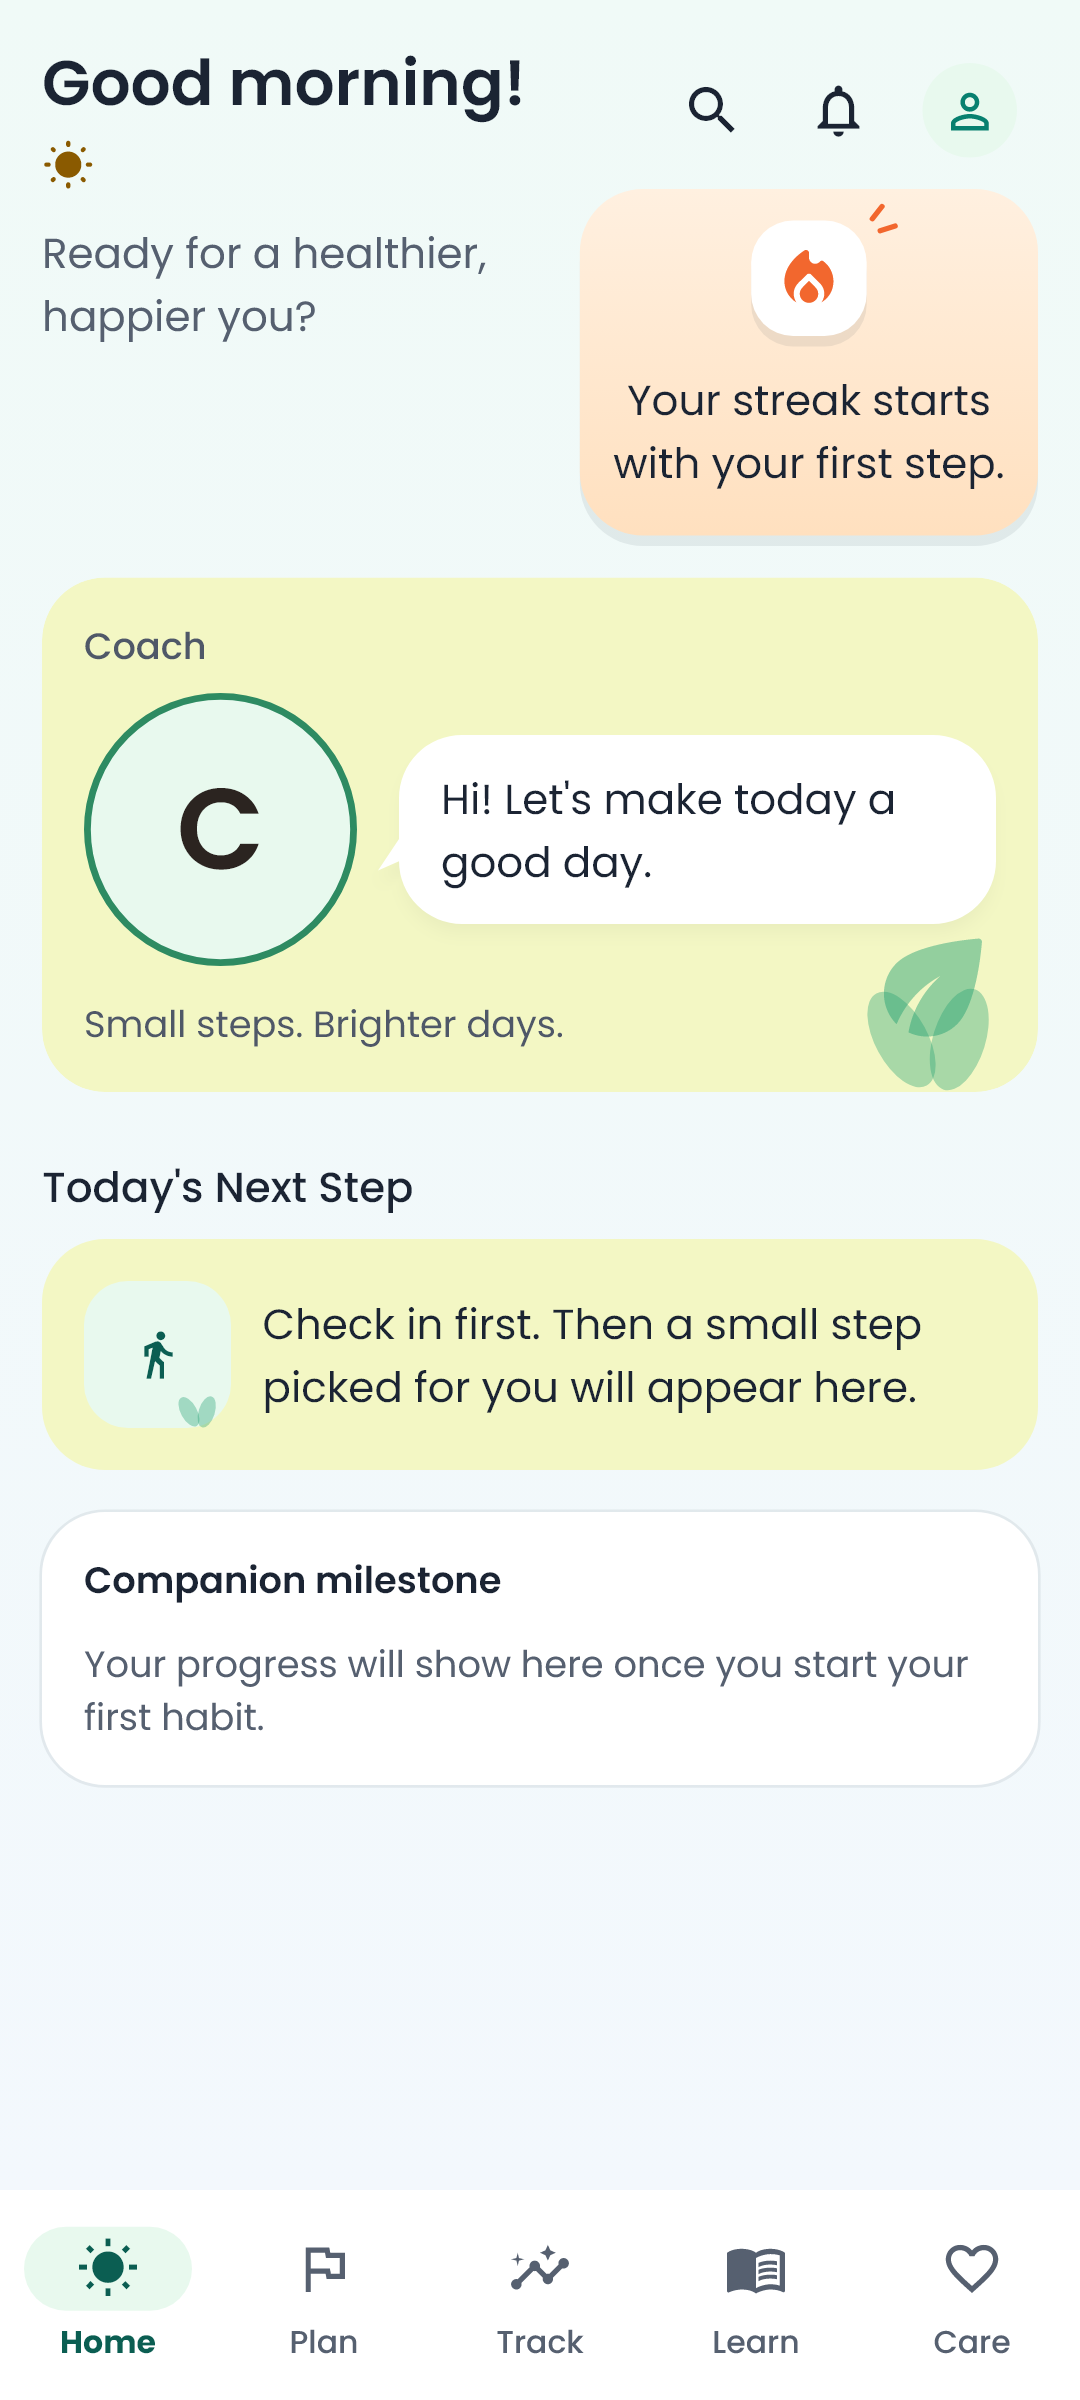 Good morning!
Ready for a healthier,
happier you?
Your streak starts
with your first step.
Coach
C
Hi! Let's make today a
good day.
Small steps. Brighter days.
Today's Next Step
Check in first. Then a small step
picked for you will appear here.
Companion milestone
Your progress will show here once you start your
first habit.
Home
Plan
Track
Learn
Care